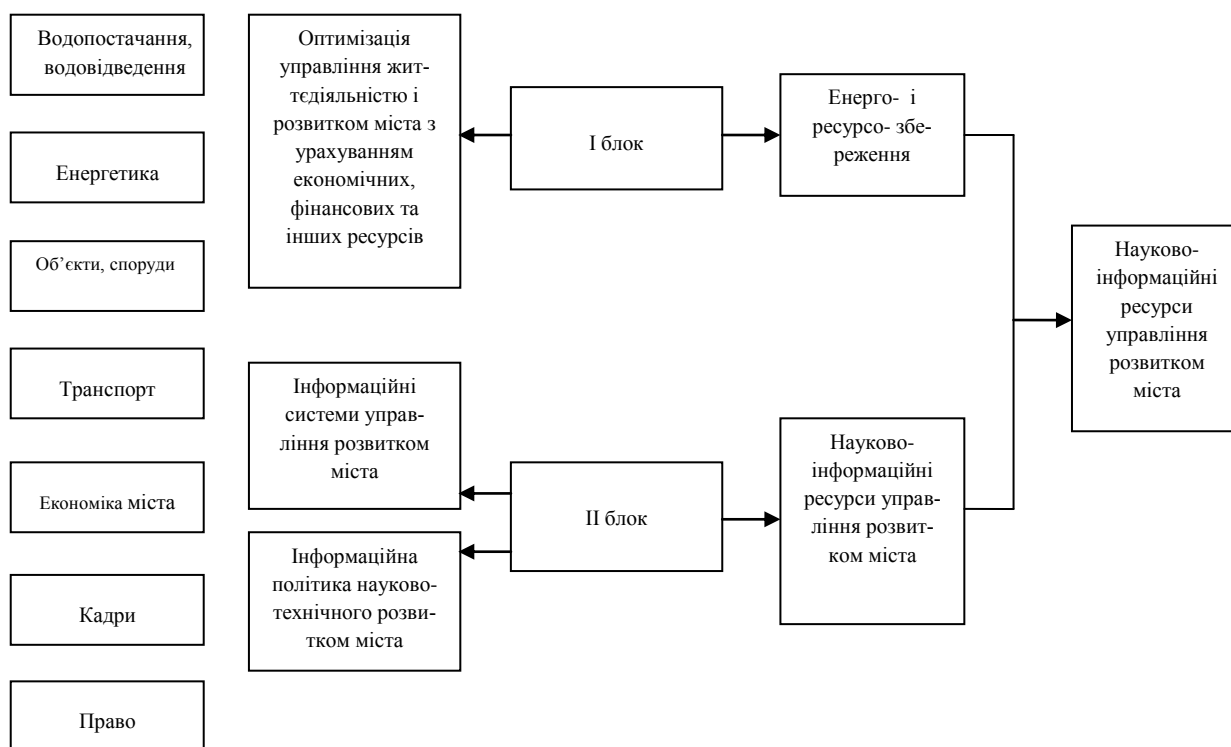 Водопостачання,
водовідведення
Енергетика
Об’єкти, споруди
Транспорт
Економіка міста
Кадри
Право
Оптимізація
управління жит-
тєдіяльністю і
розвитком міста з
урахуванням
економічних,
фінансових та
інших ресурсів
Інформаційні
системи управ-
ління розвитком
міста
Інформаційна
політика науково-
технічного розви-
тком міста
І блок
ІІ блок
Енерго- і
ресурсо- збе-
реження
Науково-
інформаційні
ресурси управ-
ління розвит-
ком міста
Науково-
інформаційні
ресурси
управління
розвитком
міста